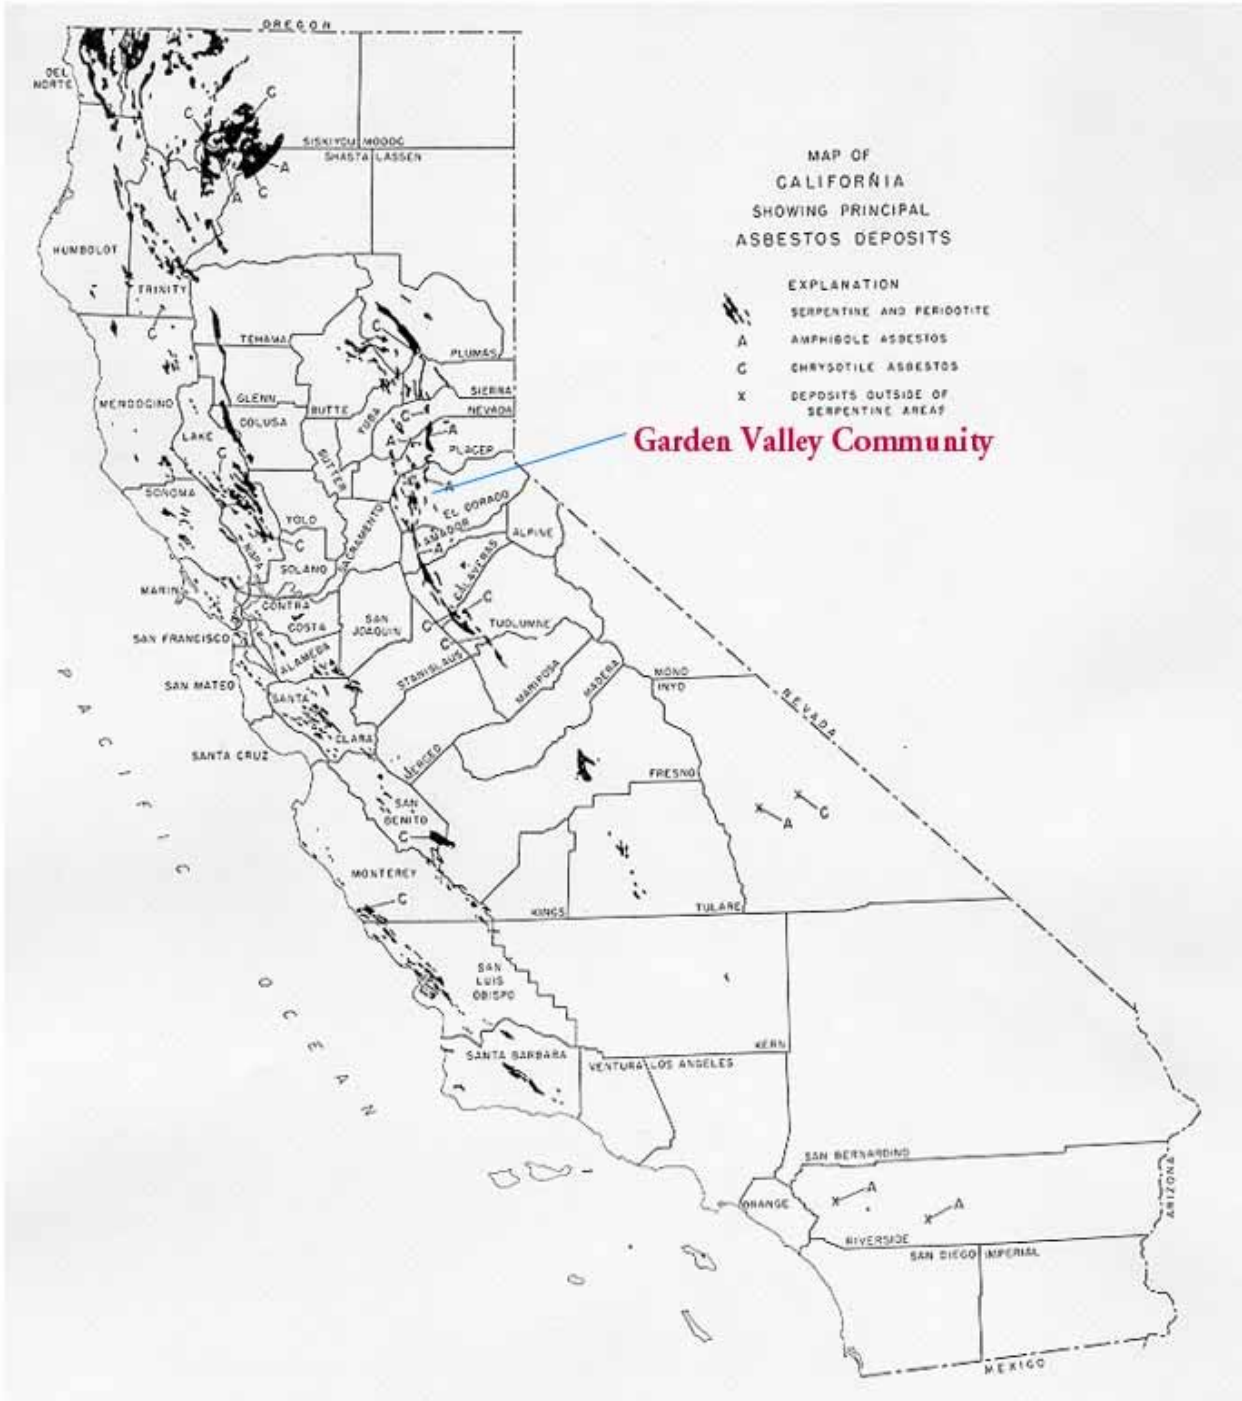 OREGON
DEL
NORTE
C
C
SISKIYOU MODOC
SHASTA LASSEN
A
A
C
HUMBOLOT
TRINITY
C
MAP OF
CALIFORÑIA
SHOWING PRINCIPAL
ASBESTOS DEPOSITS
EXPLANATION
SERPENTINE AND PERIDOTITE
A AMPHIBOLE ASBESTOS
C CHRYSOTILE ASBESTOS
X DEPOSITS OUTSIDE OF
SERPENTINE AREAS
Garden Valley Community
TEHAMA
C
PLUMAS
SIERRA
MENDOCINO
GLENN
BUTTE
YUBA
C
NEVADA
COLUSA
LAKE
A
A
PLACER
SUTTER
C
A
SONOMA
YOLO
SACRAMENTO
EL DORADO
AMADOR
ALPINE
C
A
NAPA
SOLANO
CALAVERAS
MARIN
CONTRA
COSTA
SAN
JOAQUIN
C
C
TUOLUMNE
SAN FRANCISCO
C
ALAMEDA
STANISLAUS
MARIPOSA
MADERA
MONO
INYO
SAN MATEO
SANTA
CLARA
NEVADA
SANTA CRUZ
MERCED
FRESNO
SAN
BENITO
X X
A C
C
MONTEREY
C
KINGS
TULARE
PACIFIC
OCEAN
SAN
LUIS
OBISPO
KERN
SANTA BARBARA
VENTURA LOS ANGELES
SAN BERNARDINO
ARIZONA
ORANGE
X A
X A
RIVERSIDE
SAN DIEGO IMPERIAL
MEXICO